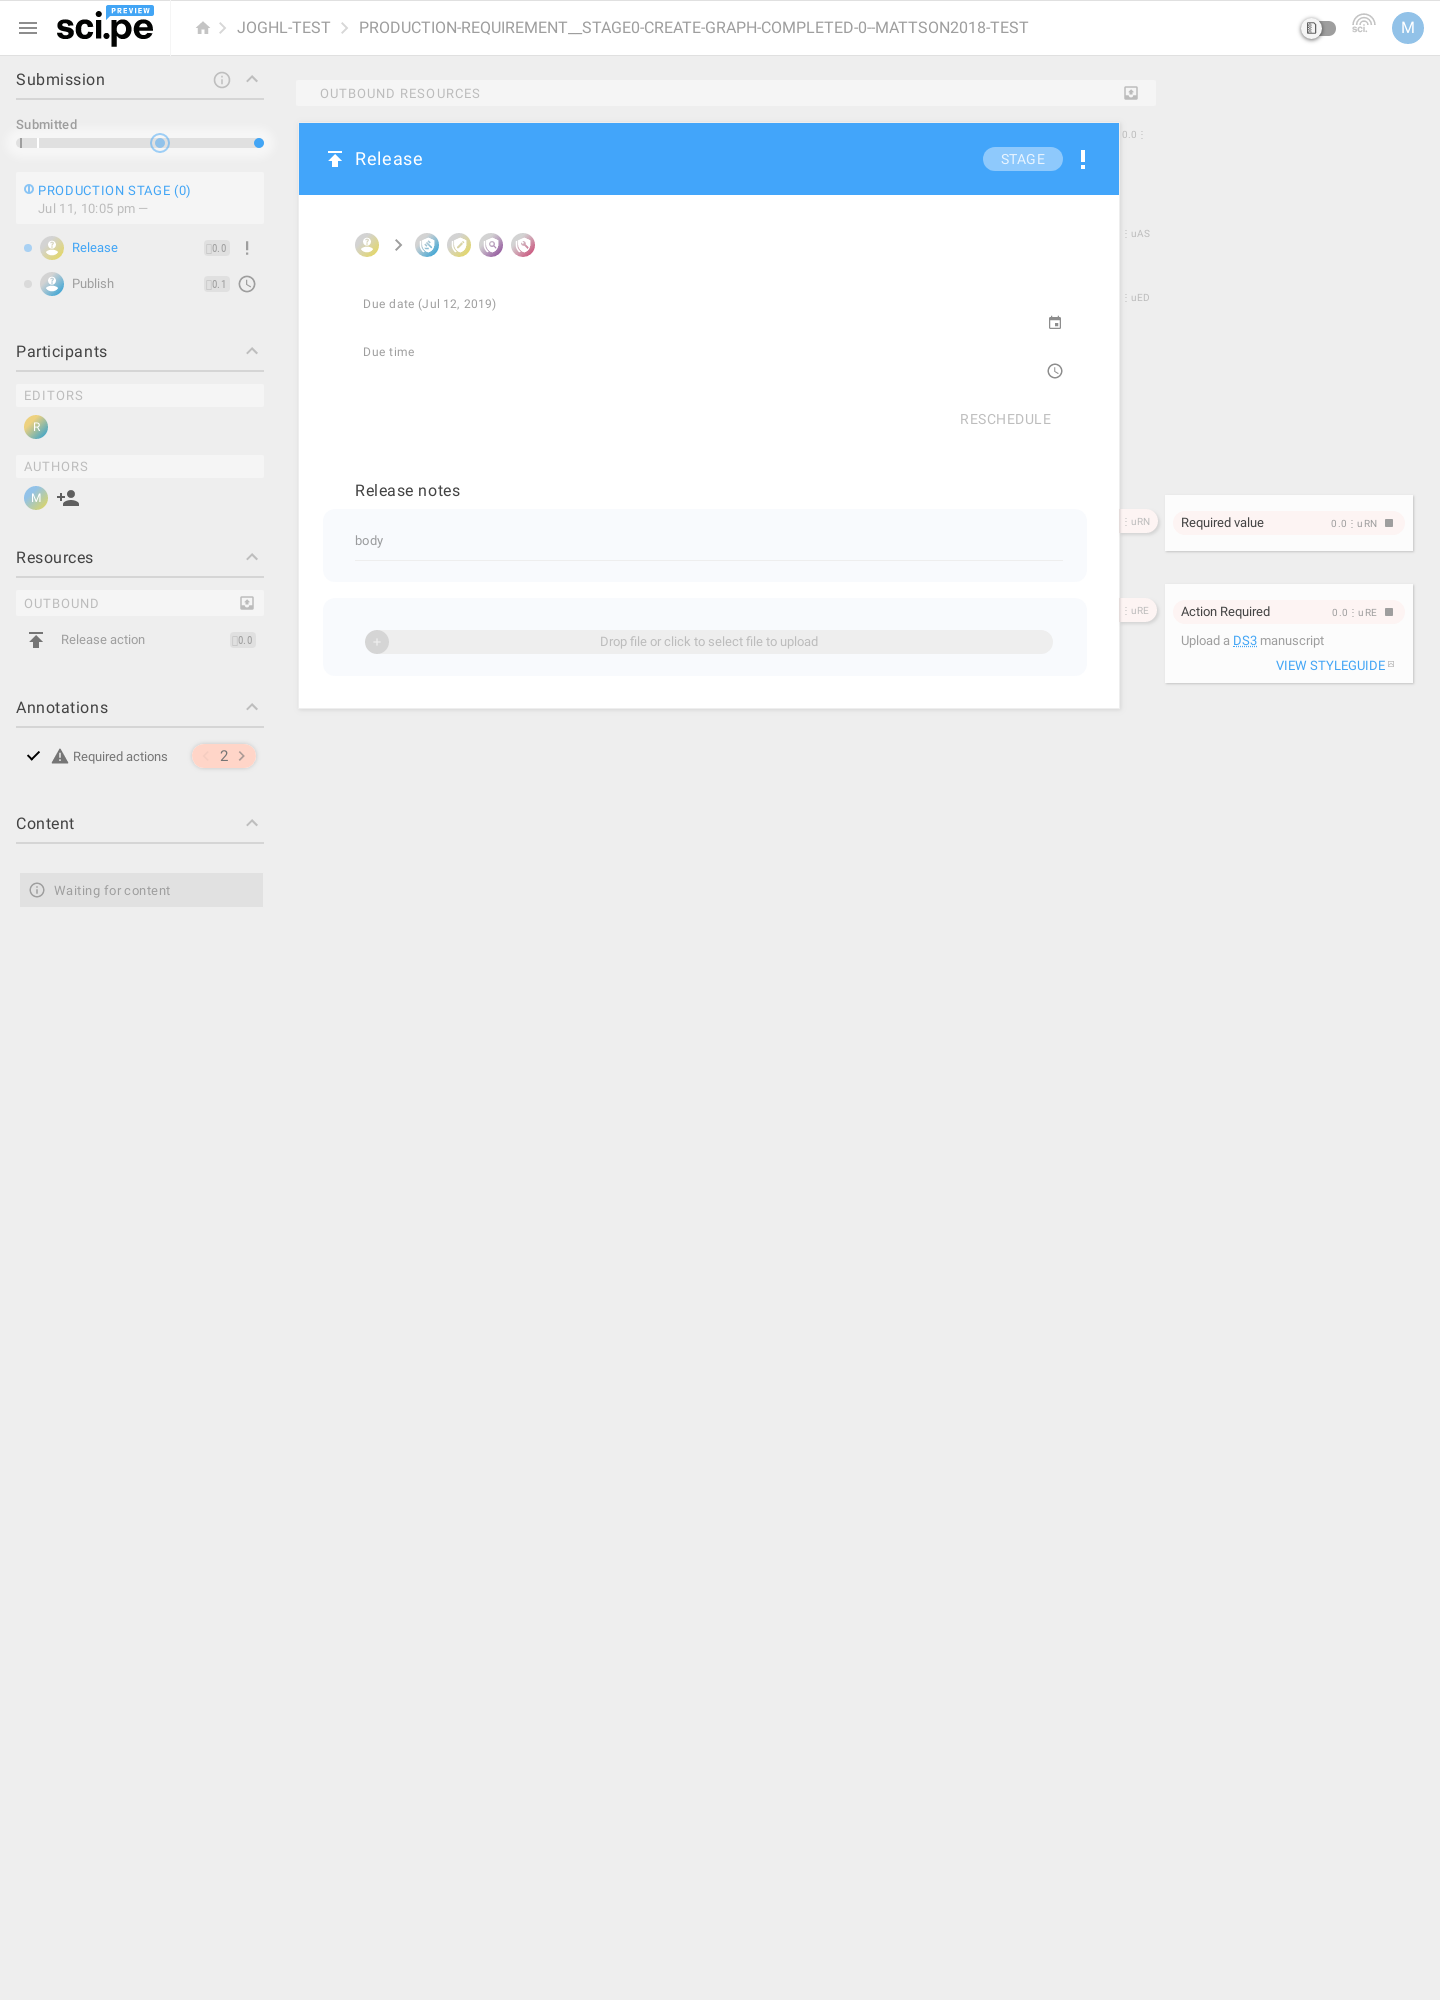 PREVIEW
sci.pe
JOGHL-TEST
PRODUCTION-REQUIREMENT__STAGE0-CREATE-GRAPH-COMPLETED-0--MATTSON2018-TEST
SCI.
M
Submission
Submitted
PRODUCTION STAGE (0)
Jul 11, 10:05 pm —
Release
0.0
Publish
0.1
Participants
EDITORS
R
AUTHORS
M
Resources
OUTBOUND
Release action
0.0
Annotations
Required actions
2
Content
Waiting for content
OUTBOUND RESOURCES
Release
STAGE
0.0⋮
⋮uAS
⋮uED
Due date (Jul 12, 2019)
Due time
RESCHEDULE
Release notes
body
⋮uRN
Drop file or click to select file to upload
⋮uRE
Required value
0.0⋮uRN
Action Required
0.0⋮uRE
Upload a DS3 manuscript
VIEW STYLEGUIDE